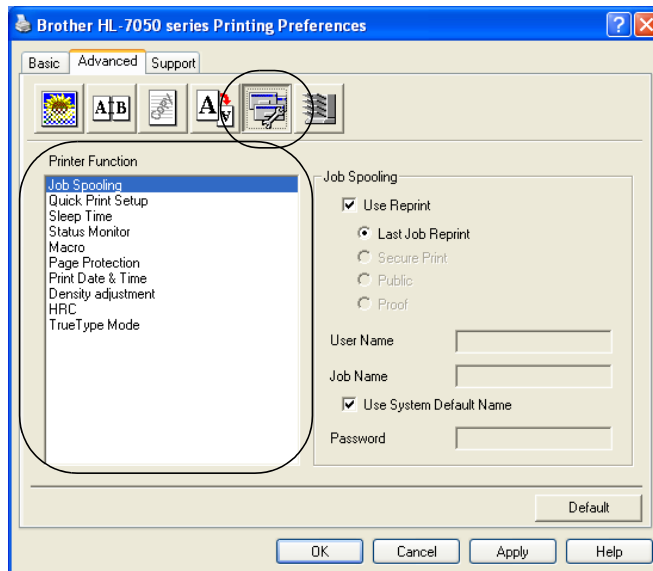 Brother HL-7050 series Printing Preferences
Basic
Advanced
Support
A B
A A
Printer Function
Job Spooling
Quick Print Setup
Sleep Time
Status Monitor
Macro
Page Protection
Print Date & Time
Density adjustment
HRC
TrueType Mode
Job Spooling
Use Reprint
Last Job Reprint
Secure Print
Public
Proof
User Name
Job Name
Use System Default Name
Password
Default
OK
Cancel
Apply
Help